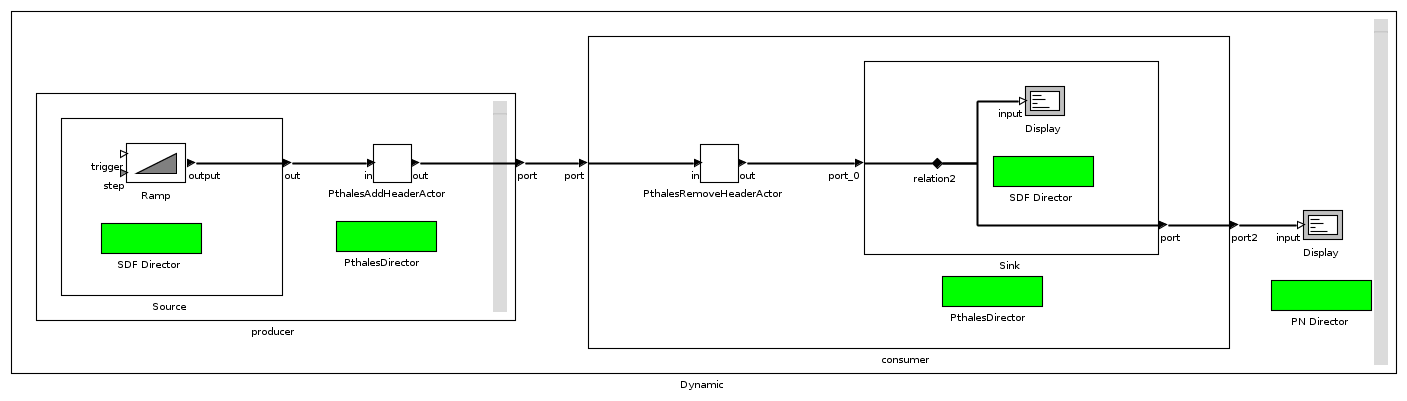 input
Display
trigger
step
output
Ramp
out
in
out
PthalesAddHeaderActor
port
port
in
out
PthalesRemoveHeaderActor
port_0
relation2
SDF Director
SDF Director
PthalesDirector
port
port2
input
Display
Sink
Source
PthalesDirector
PN Director
producer
consumer
Dynamic